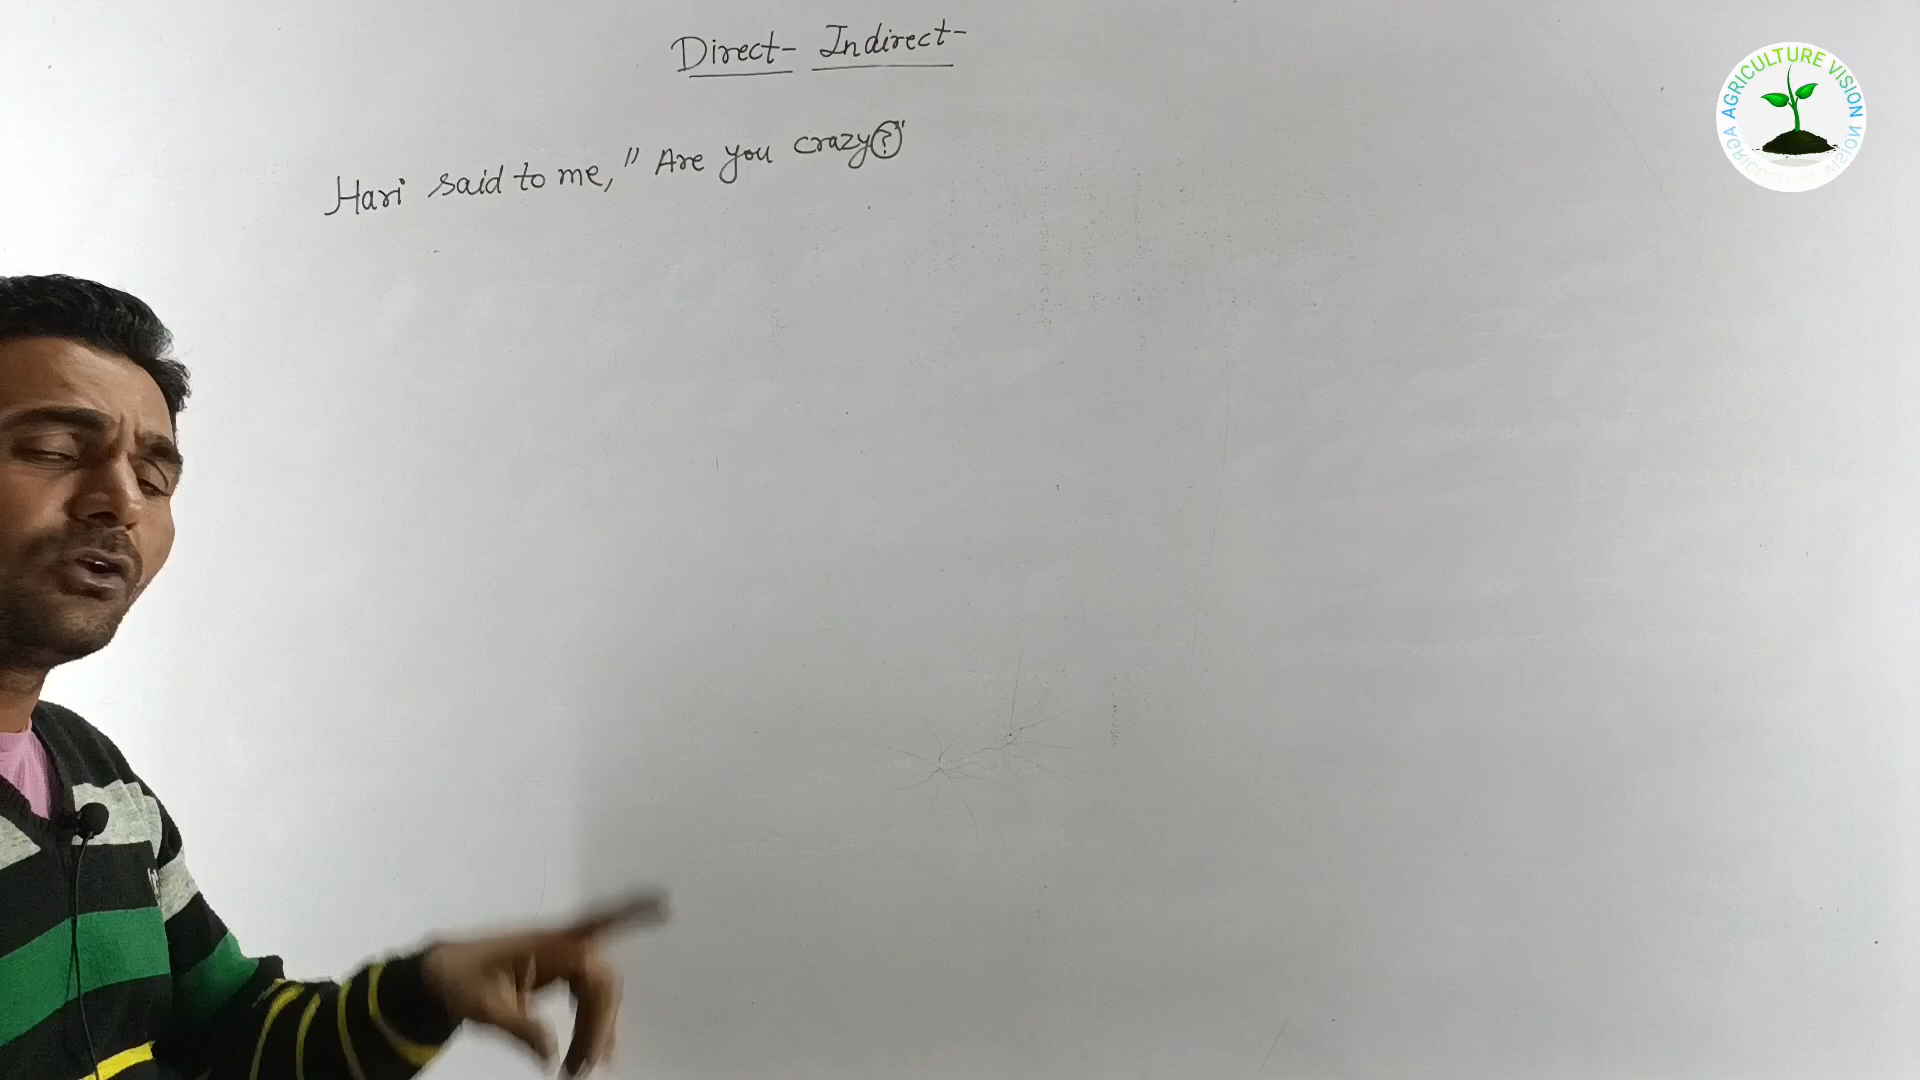 Direct- Indirect-
Hari said to me, "Are you crazy?"
AGRICULTURE VISION